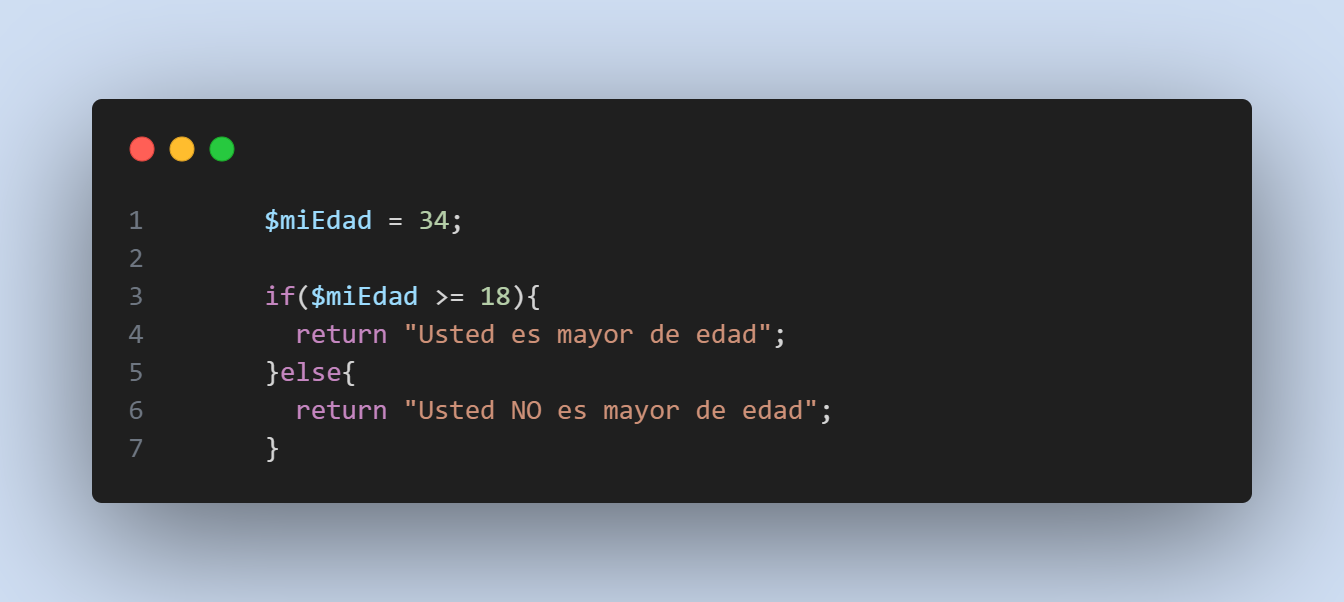 1 $miEdad = 34;
2
3 if($miEdad >= 18){
4 return "Usted es mayor de edad";
5 }else{
6 return "Usted NO es mayor de edad";
7 }